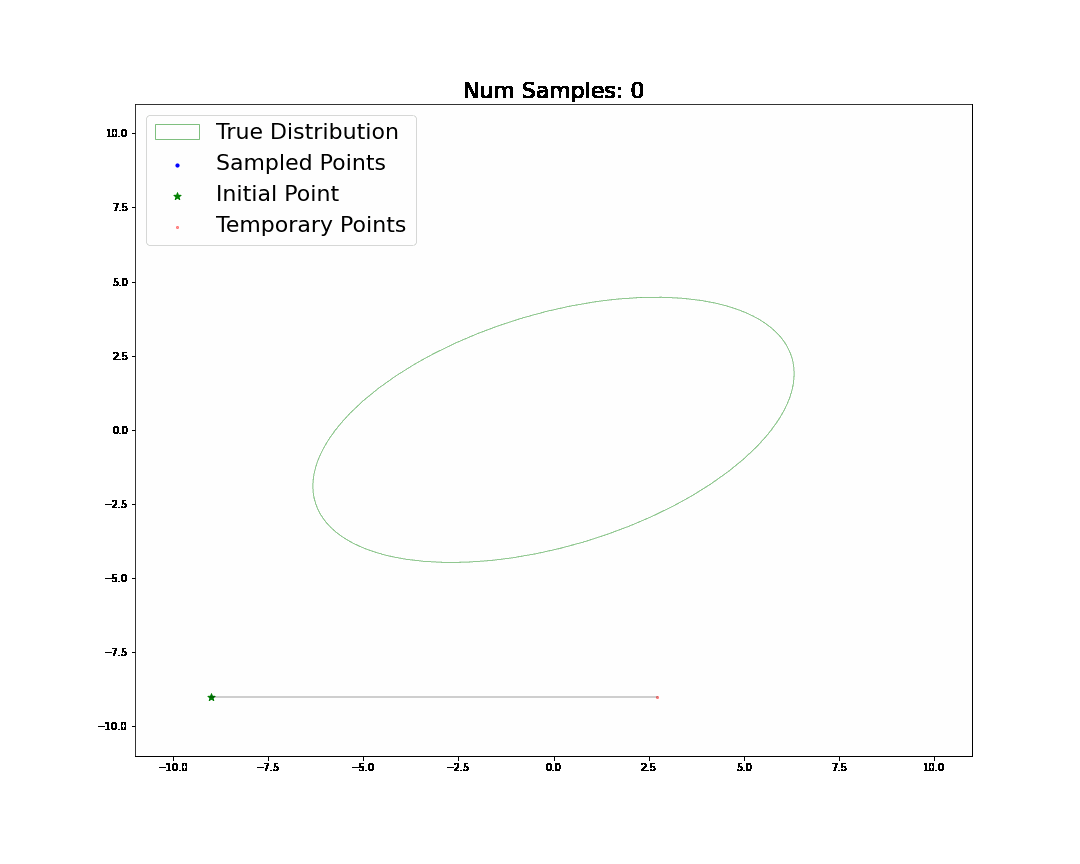 Num Samples: 0
True Distribution
Sampled Points
Initial Point
Temporary Points
10.0
7.5
5.0
2.5
0.0
−2.5
−5.0
−7.5
−10.0
−10.0 −7.5 −5.0 −2.5 0.0 2.5 5.0 7.5 10.0